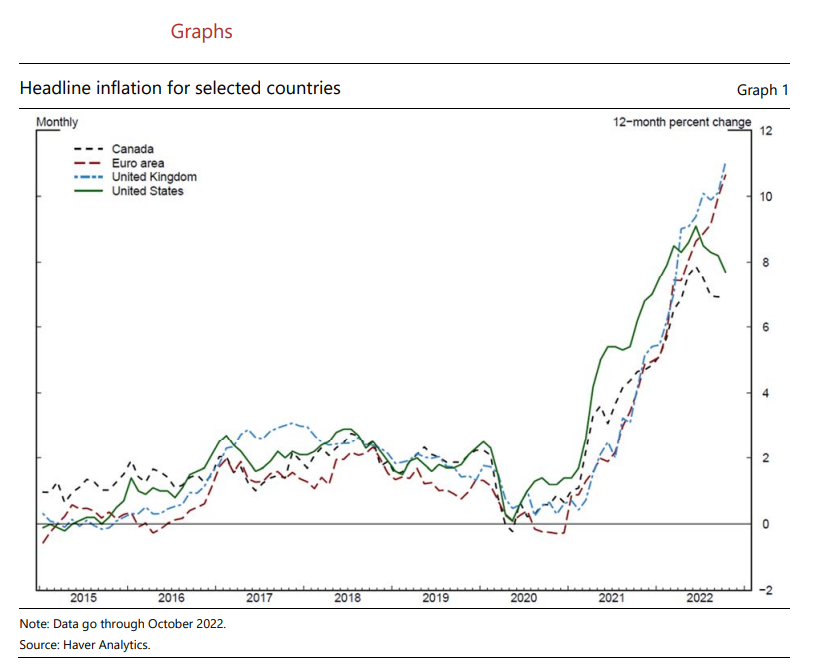 Graphs
Headline inflation for selected countries
Graph 1
Monthly
12−month percent change
Canada
Euro area
United Kingdom
United States
12
10
8
6
4
2
0
−2
2015 2016 2017 2018 2019 2020 2021 2022
Note: Data go through October 2022.
Source: Haver Analytics.